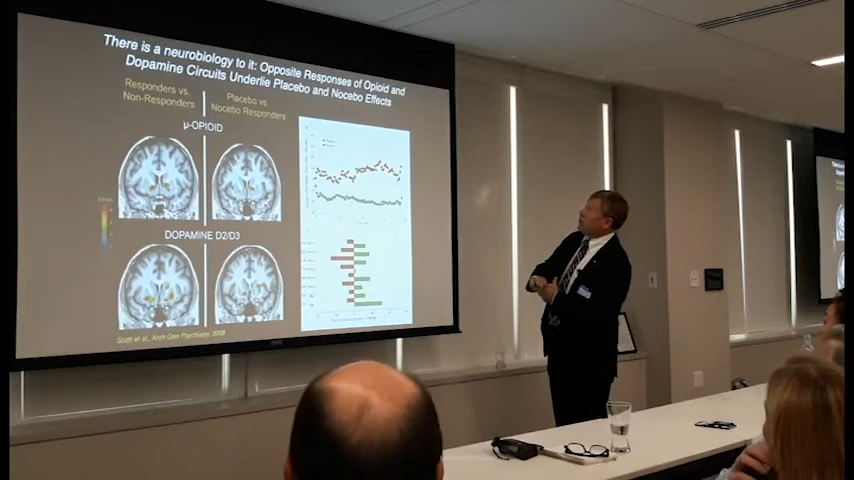 There is a neurobiology to it: Opposite Responses of Opioid and
Dopamine Circuits Underlie Placebo and Nocebo Effects
Responders vs.
Non-Responders
Placebo vs
Nocebo Responders
μ-OPIOID
DOPAMINE D2/D3
Scott et al., Arch Gen Psychiatry, 2008